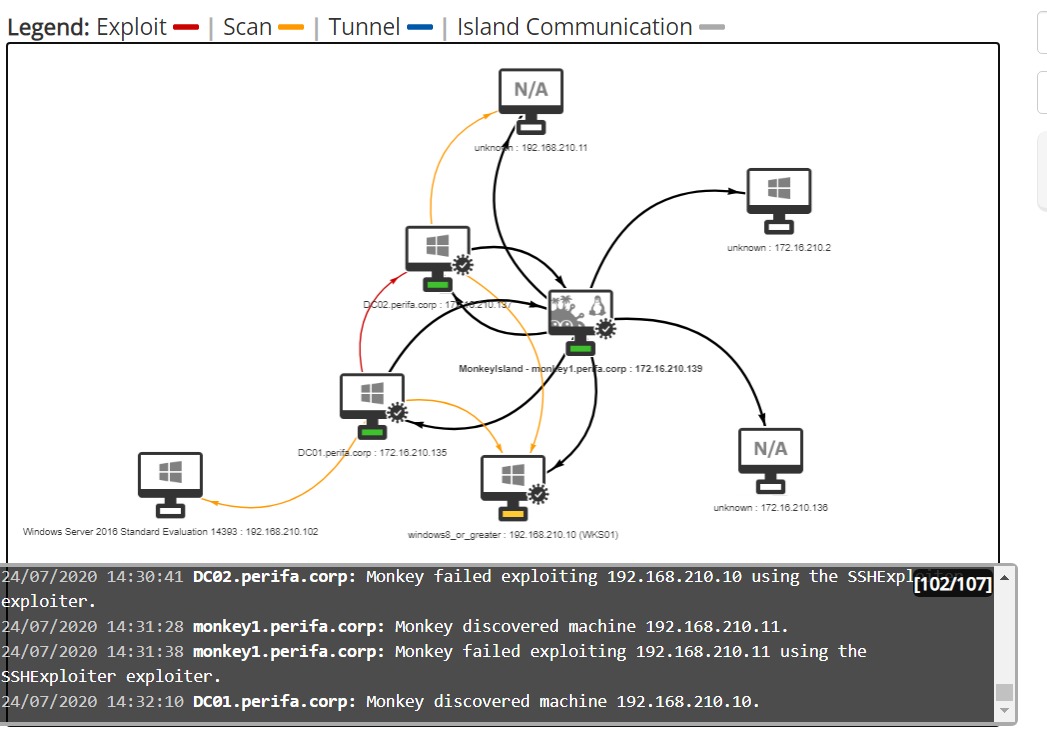 Legend: Exploit | Scan | Tunnel | Island Communication
N/A
unknown : 192.168.210.11
unknown : 172.16.210.2
DC02.perifa.corp : 172.16.210.137
MonkeyIsland - monkey1.perifa.corp : 172.16.210.139
DC01.perifa.corp : 172.16.210.135
N/A
unknown : 172.16.210.136
Windows Server 2016 Standard Evaluation 14393 : 192.168.210.102
windows8_or_greater : 192.168.210.10 (WKS01)
[102/107]
24/07/2020 14:30:41 DC02.perifa.corp: Monkey failed exploiting 192.168.210.10 using the SSHExploiter
exploiter.
24/07/2020 14:31:28 monkey1.perifa.corp: Monkey discovered machine 192.168.210.11.
24/07/2020 14:31:38 monkey1.perifa.corp: Monkey failed exploiting 192.168.210.11 using the
SSHExploiter exploiter.
24/07/2020 14:32:10 DC01.perifa.corp: Monkey discovered machine 192.168.210.10.